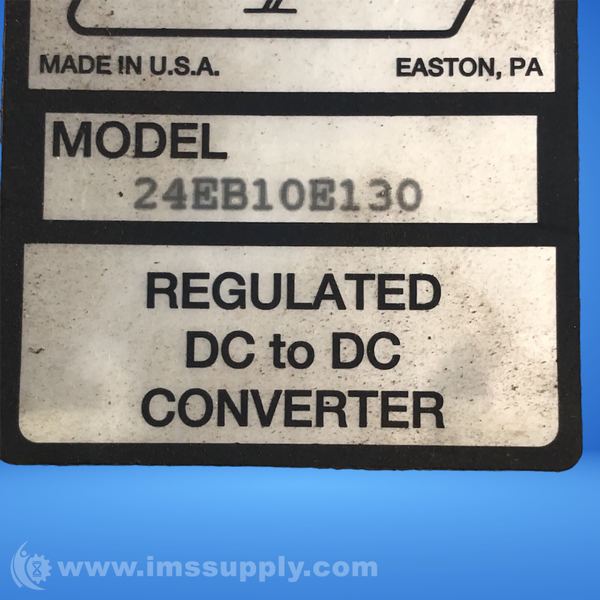 MADE IN U.S.A. EASTON, PA
MODEL
24EB10E130
REGULATED
DC to DC
CONVERTER
www.imssupply.com